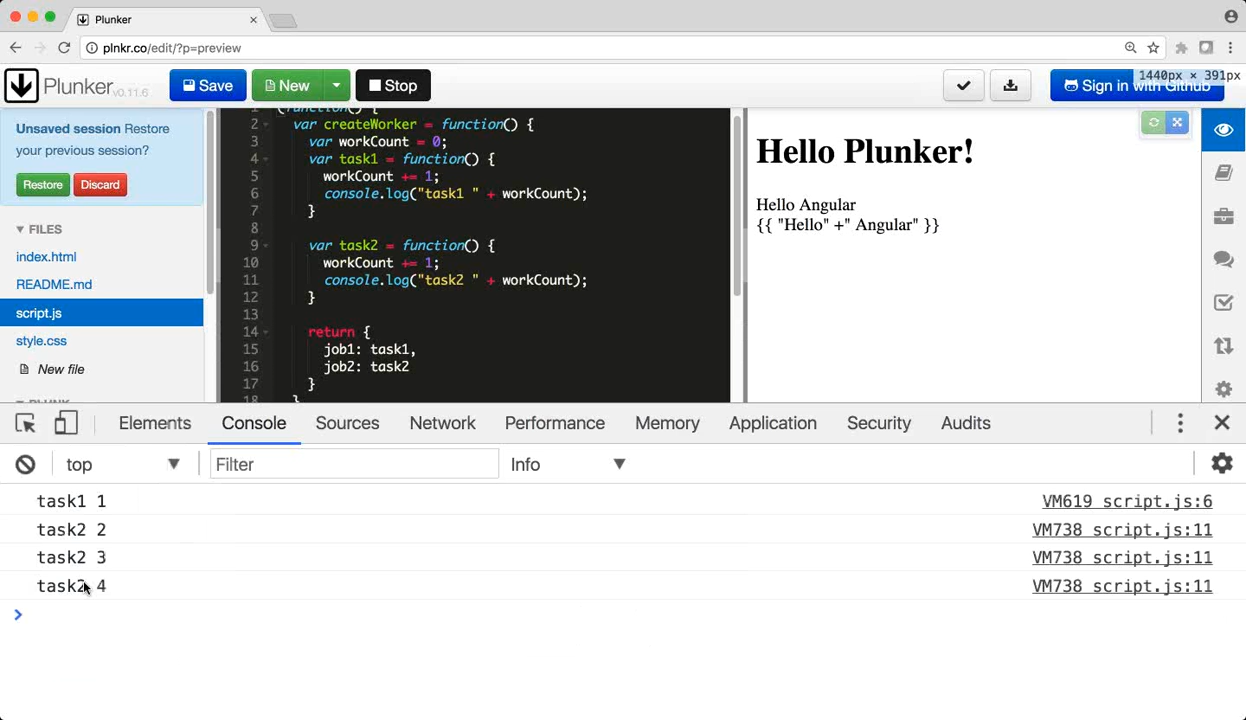 Plunker
plnkr.co/edit/?p=preview
1440px × 391px
Plunker v0.11.6
Save
New
Stop
Sign in with Github
Unsaved session Restore
your previous session?
Restore
Discard
FILES
index.html
README.md
script.js
style.css
New file
1 (function() {
2 var createWorker = function() {
3 var workCount = 0;
4 var task1 = function() {
5 workCount += 1;
6 console.log("task1 " + workCount);
7 }
8
9 var task2 = function() {
10 workCount += 1;
11 console.log("task2 " + workCount);
12 }
13
14 return {
15 job1: task1,
16 job2: task2
17 }
18 }
Hello Plunker!
Hello Angular
{{ "Hello" +" Angular" }}
Elements
Console
Sources
Network
Performance
Memory
Application
Security
Audits
top
Filter
Info
task1 1 VM619 script.js:6
task2 2 VM738 script.js:11
task2 3 VM738 script.js:11
task2 4 VM738 script.js:11